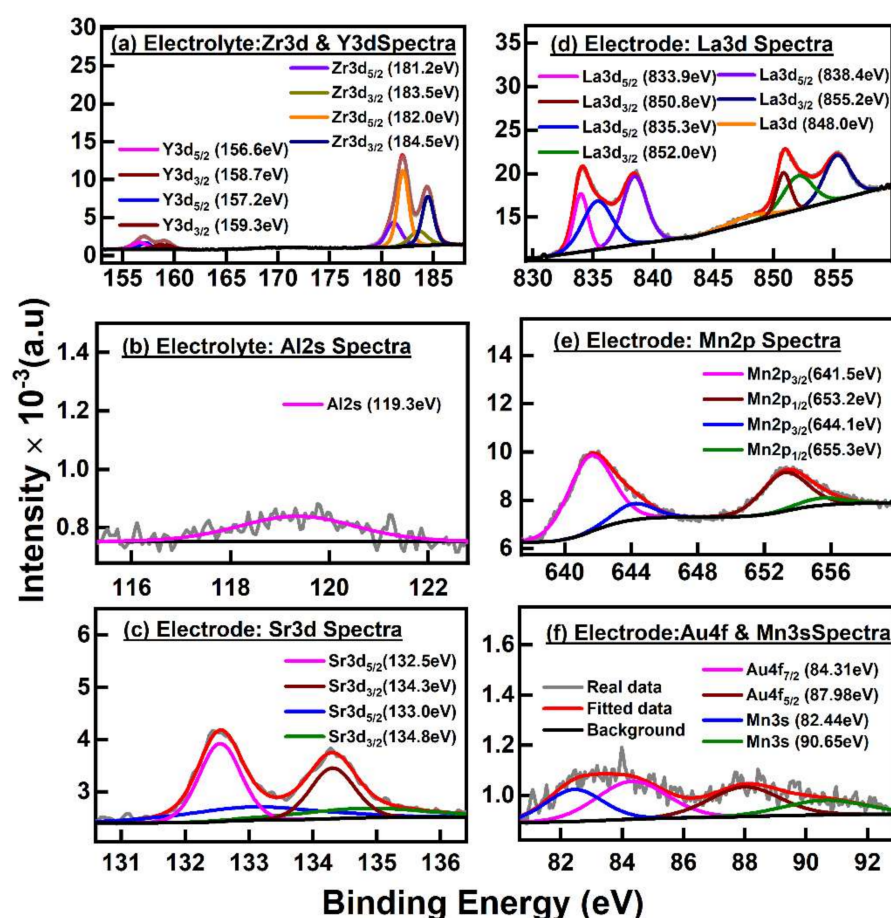 (a) Electrolyte:Zr3d & Y3dSpectra
Zr3d5/2 (181.2eV)
Zr3d3/2 (183.5eV)
Zr3d5/2 (182.0eV)
Zr3d3/2 (184.5eV)
Y3d5/2 (156.6eV)
Y3d3/2 (158.7eV)
Y3d5/2 (157.2eV)
Y3d3/2 (159.3eV)
30
25
20
15
10
5
0
155 160 165 170 175 180 185
(b) Electrolyte: Al2s Spectra
Al2s (119.3eV)
1.4
1.2
1.0
0.8
116 118 120 122
(c) Electrode: Sr3d Spectra
Sr3d5/2(132.5eV)
Sr3d3/2(134.3eV)
Sr3d5/2(133.0eV)
Sr3d3/2(134.8eV)
6
5
4
3
131 132 133 134 135 136
(d) Electrode: La3d Spectra
La3d5/2 (833.9eV)
La3d3/2 (850.8eV)
La3d5/2 (835.3eV)
La3d3/2 (852.0eV)
La3d5/2 (838.4eV)
La3d3/2 (855.2eV)
La3d (848.0eV)
35
30
25
20
15
830 835 840 845 850 855
(e) Electrode: Mn2p Spectra
Mn2p3/2(641.5eV)
Mn2p1/2(653.2eV)
Mn2p3/2(644.1eV)
Mn2p1/2(655.3eV)
14
12
10
8
6
640 644 648 652 656
(f) Electrode:Au4f & Mn3sSpectra
Real data
Fitted data
Background
Au4f7/2 (84.31eV)
Au4f5/2 (87.98eV)
Mn3s (82.44eV)
Mn3s (90.65eV)
1.6
1.4
1.2
1.0
82 84 86 88 90 92
Intensity × 10-3(a.u)
Binding Energy (eV)